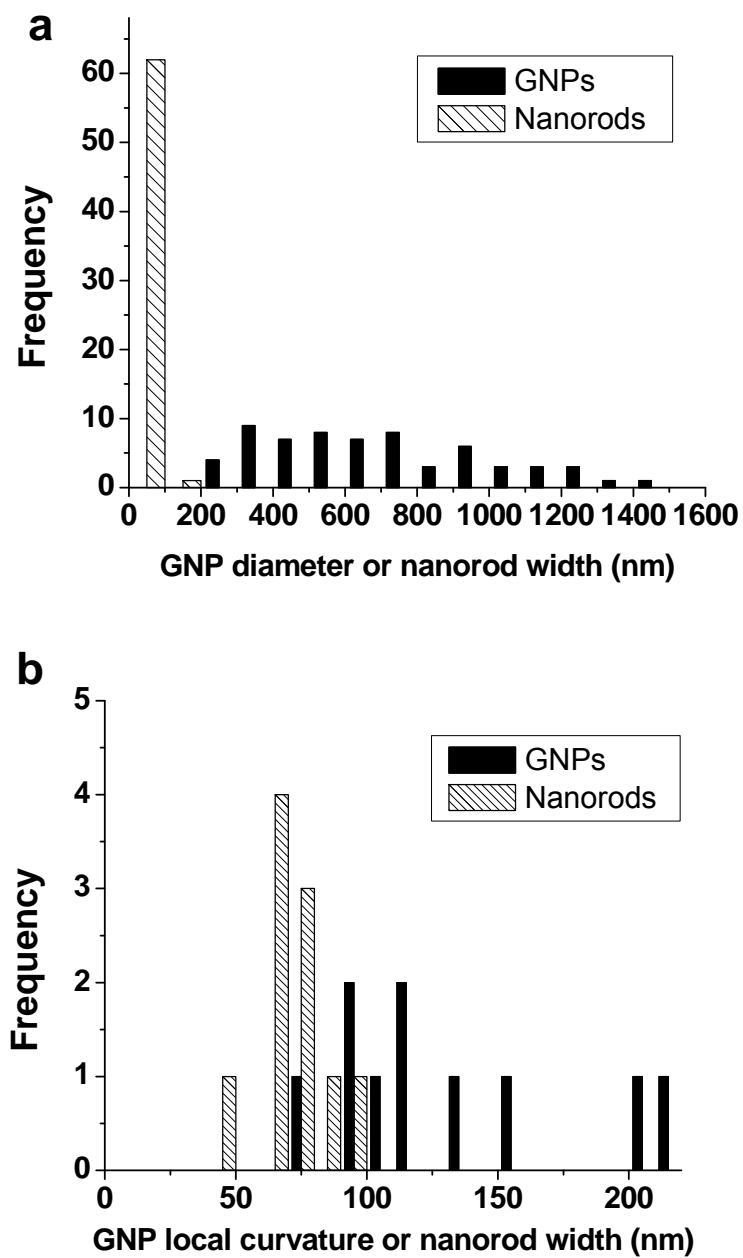 a
60
50
40
30
20
10
0
Frequency
GNPs
Nanorods
0 200 400 600 800 1000 1200 1400 1600
GNP diameter or nanorod width (nm)
b
5
4
3
2
1
0
Frequency
GNPs
Nanorods
0 50 100 150 200
GNP local curvature or nanorod width (nm)